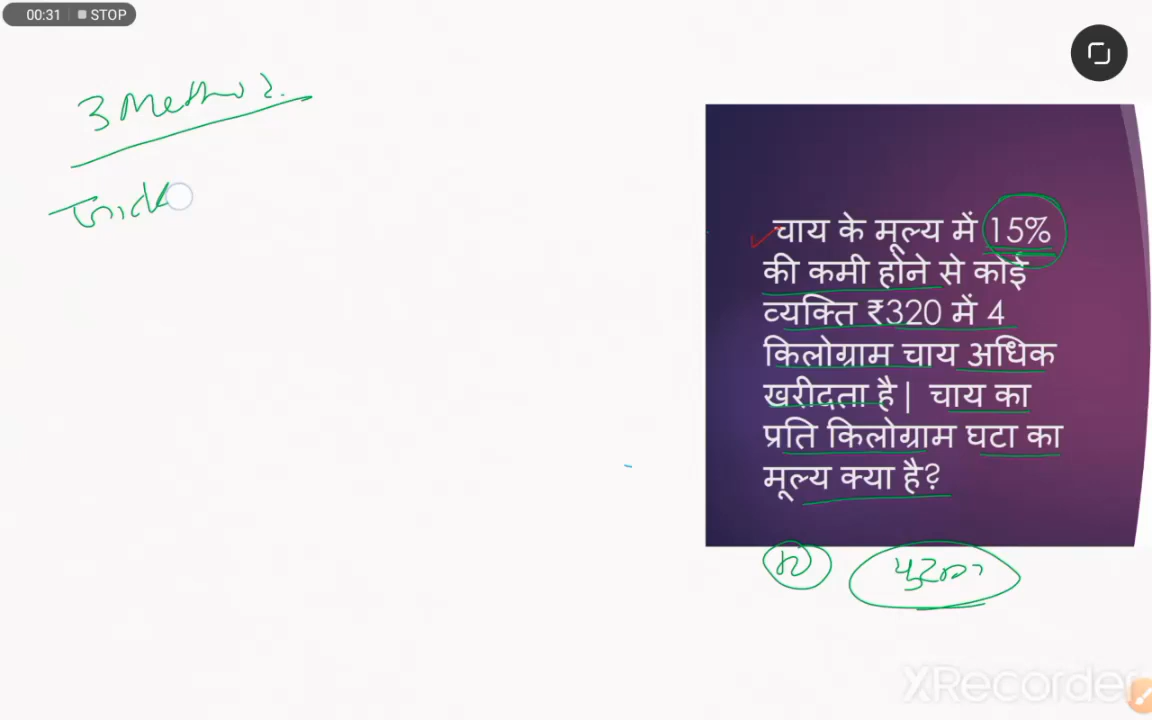 00:31 STOP
3 Method.
Trick
चाय के मूल्य में 15%
की कमी होने से कोई
व्यक्ति ₹320 में 4
किलोग्राम चाय अधिक
खरीदता है| चाय का
प्रति किलोग्राम घटा का
मूल्य क्या है?
XRecorder